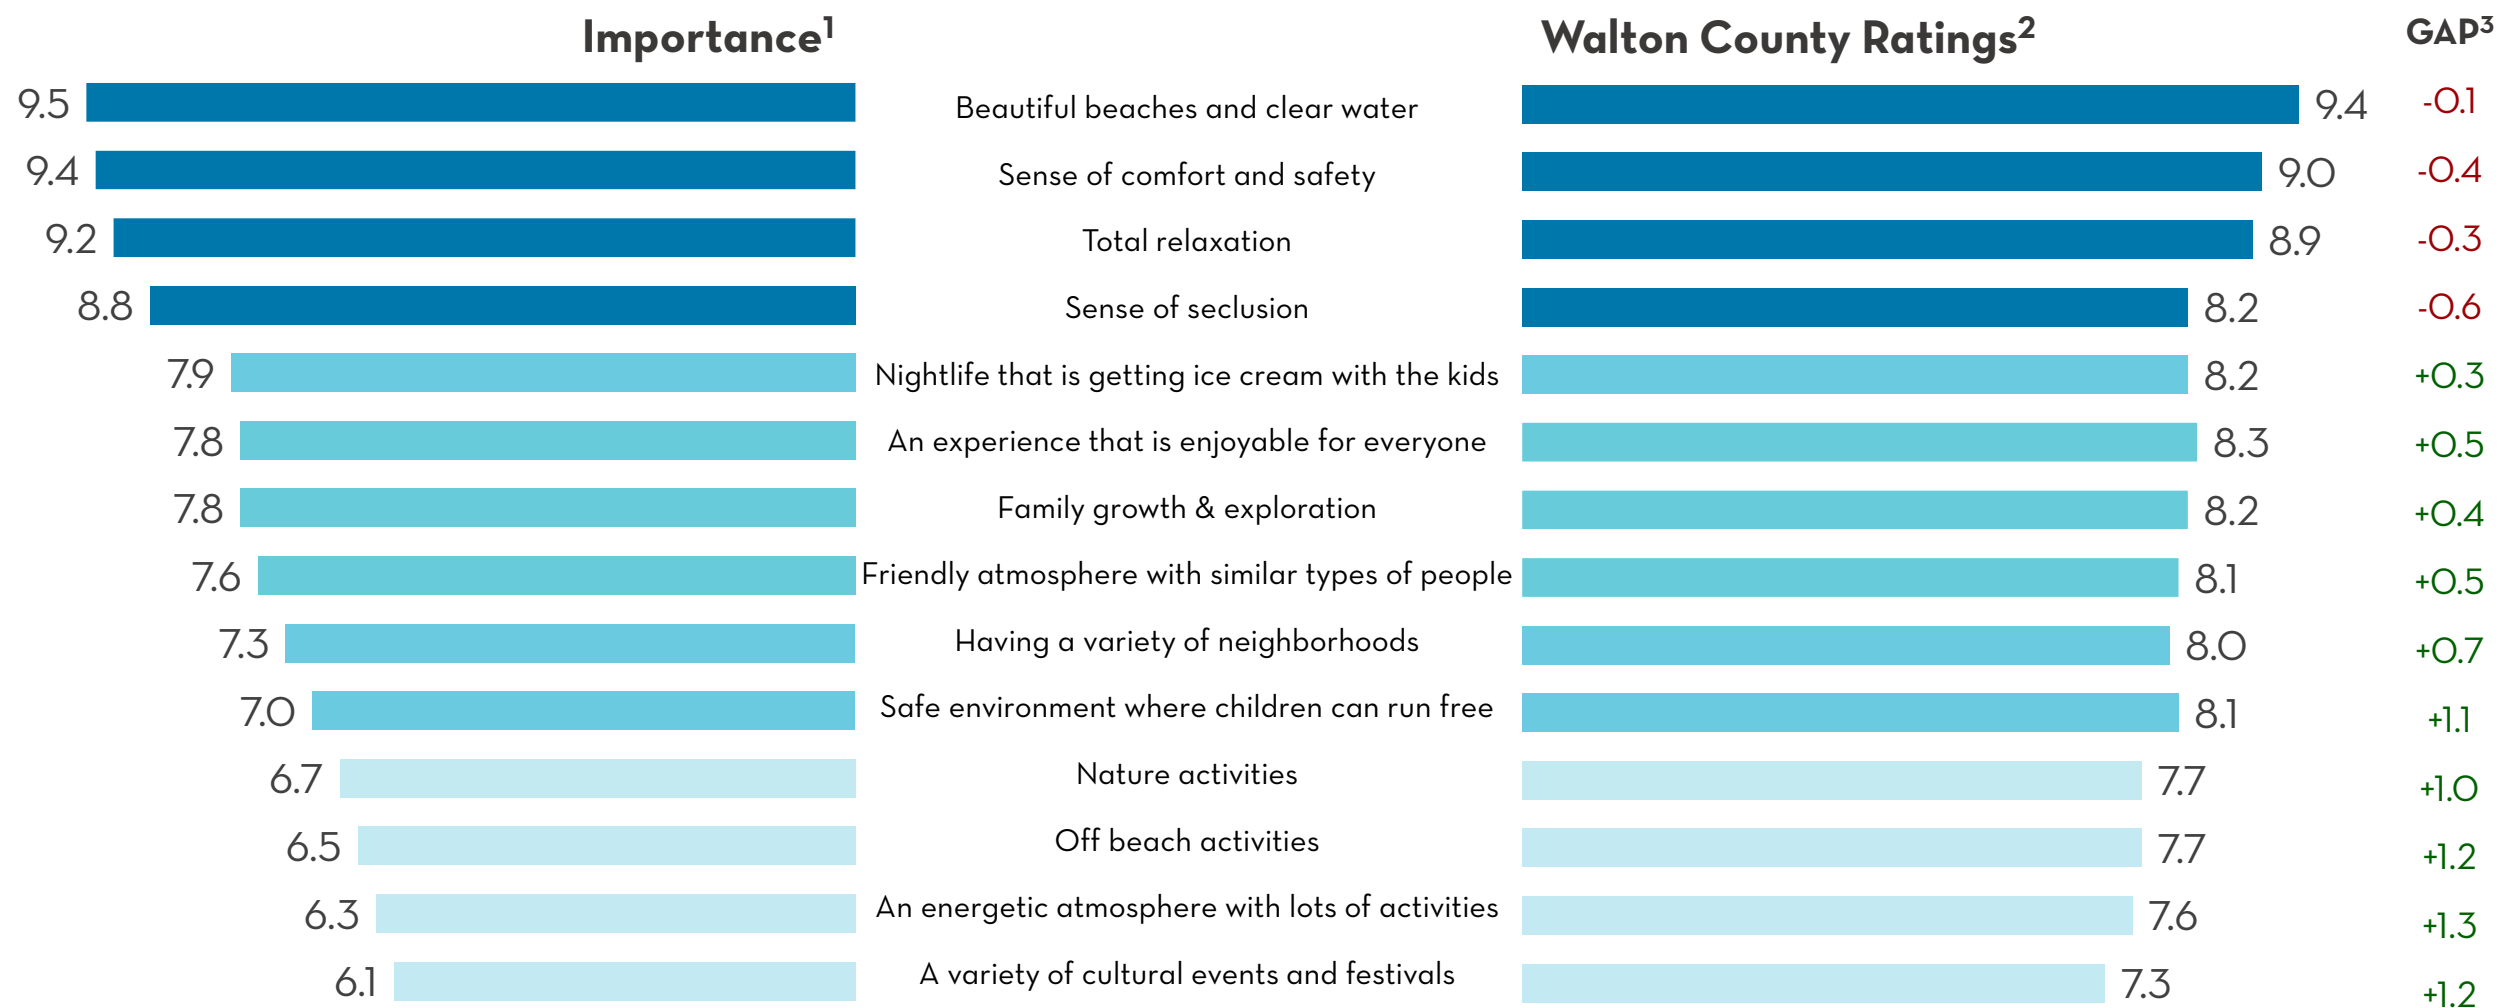 Importance¹ Walton County Ratings² GAP³
9.5 Beautiful beaches and clear water 9.4 -0.1
9.4 Sense of comfort and safety 9.0 -0.4
9.2 Total relaxation 8.9 -0.3
8.8 Sense of seclusion 8.2 -0.6
7.9 Nightlife that is getting ice cream with the kids 8.2 +0.3
7.8 An experience that is enjoyable for everyone 8.3 +0.5
7.8 Family growth & exploration 8.2 +0.4
7.6 Friendly atmosphere with similar types of people 8.1 +0.5
7.3 Having a variety of neighborhoods 8.0 +0.7
7.0 Safe environment where children can run free 8.1 +1.1
6.7 Nature activities 7.7 +1.0
6.5 Off beach activities 7.7 +1.2
6.3 An energetic atmosphere with lots of activities 7.6 +1.3
6.1 A variety of cultural events and festivals 7.3 +1.2